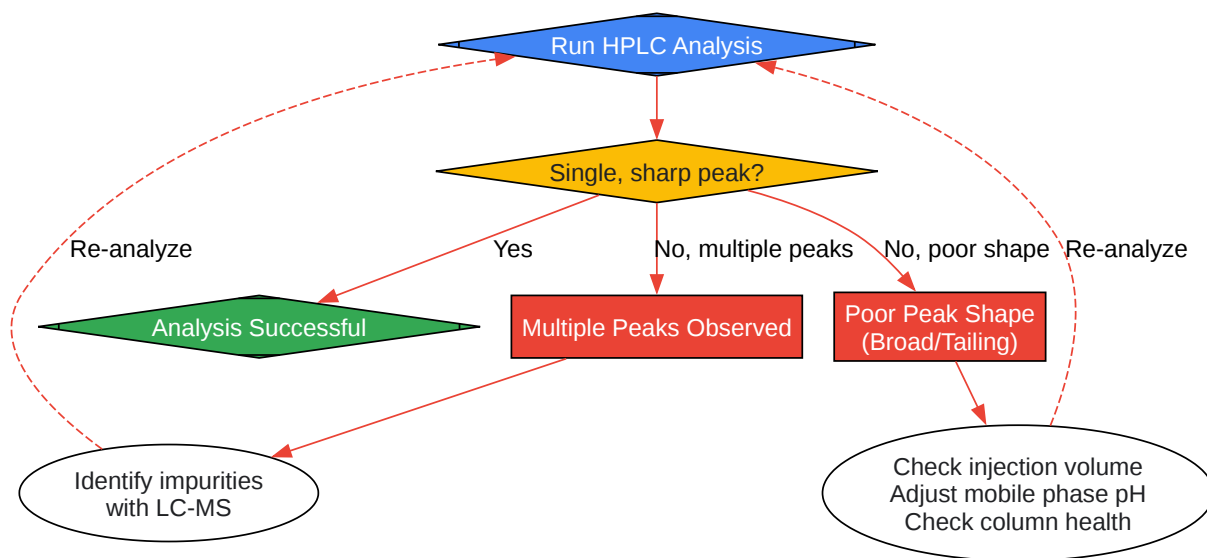 Run HPLC Analysis
Single, sharp peak?
Re-analyze
Yes
No, multiple peaks
No, poor shape
Re-analyze
Analysis Successful
Multiple Peaks Observed
Poor Peak Shape
(Broad/Tailing)
Identify impurities
with LC-MS
Check injection volume
Adjust mobile phase pH
Check column health